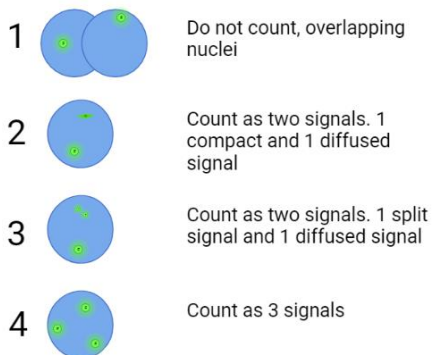 1
Do not count, overlapping
nuclei
2
Count as two signals. 1
compact and 1 diffused
signal
3
Count as two signals. 1 split
signal and 1 diffused signal
4
Count as 3 signals